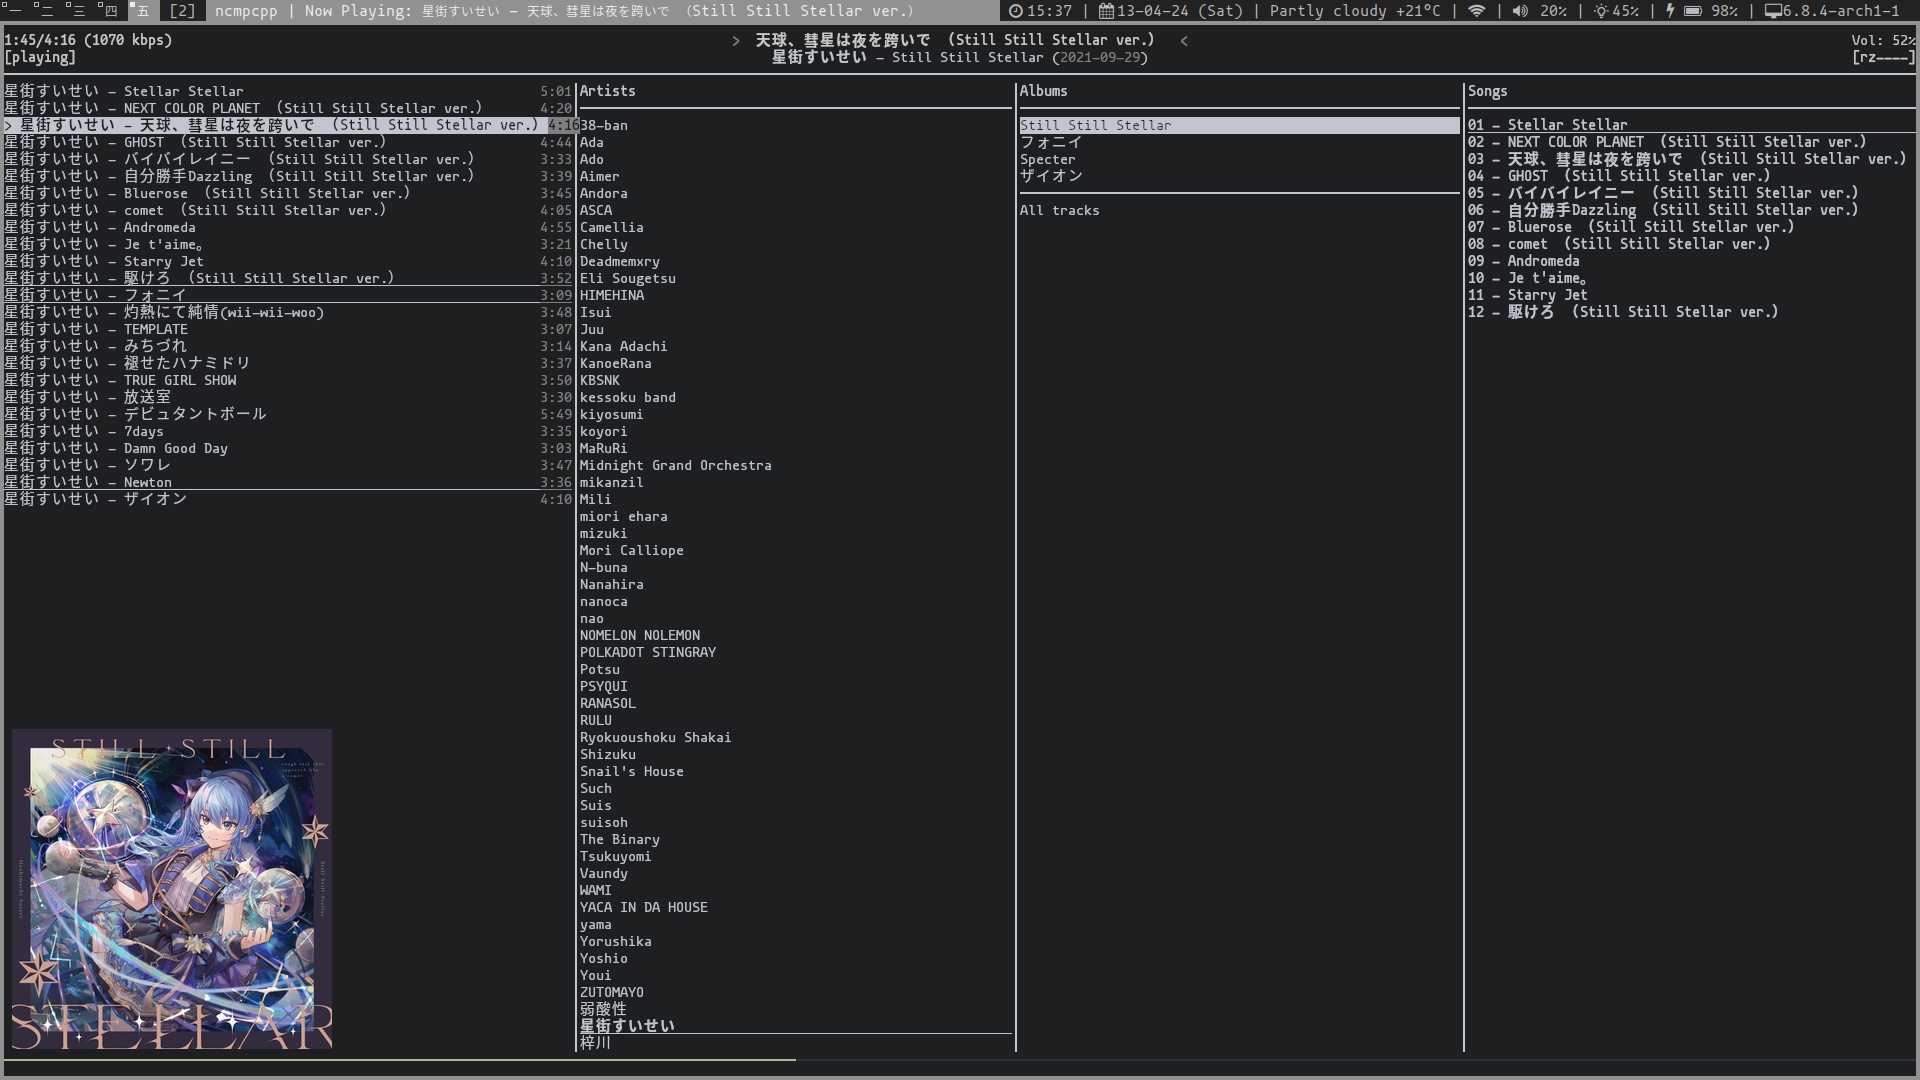 一 二 三 四 五 [2] ncmpcpp | Now Playing: 星街すいせい – 天球、彗星は夜を跨いで （Still Still Stellar ver.） 15:37 | 13-04-24 (Sat) | Partly cloudy +21°C | | 20% | 45% | 98% | 6.8.4-arch1-1
1:45/4:16 (1070 kbps) > 天球、彗星は夜を跨いで （Still Still Stellar ver.） < Vol: 52%
[playing] 星街すいせい – Still Still Stellar (2021-09-29) [rz----]
星街すいせい – Stellar Stellar 5:01
星街すいせい – NEXT COLOR PLANET （Still Still Stellar ver.） 4:20
> 星街すいせい – 天球、彗星は夜を跨いで （Still Still Stellar ver.） 4:16
星街すいせい – GHOST （Still Still Stellar ver.） 4:44
星街すいせい – バイバイレイニー （Still Still Stellar ver.） 3:33
星街すいせい – 自分勝手Dazzling （Still Still Stellar ver.） 3:39
星街すいせい – Bluerose （Still Still Stellar ver.） 3:45
星街すいせい – comet （Still Still Stellar ver.） 4:05
星街すいせい – Andromeda 4:55
星街すいせい – Je t'aime。 3:21
星街すいせい – Starry Jet 4:10
星街すいせい – 駆けろ （Still Still Stellar ver.） 3:52
星街すいせい – フォニイ 3:09
星街すいせい – 灼熱にて純情(wii-wii-woo) 3:48
星街すいせい – TEMPLATE 3:07
星街すいせい – みちづれ 3:14
星街すいせい – 褪せたハナミドリ 3:37
星街すいせい – TRUE GIRL SHOW 3:50
星街すいせい – 放送室 3:30
星街すいせい – デビュタントボール 5:49
星街すいせい – 7days 3:35
星街すいせい – Damn Good Day 3:03
星街すいせい – ソワレ 3:47
星街すいせい – Newton 3:36
星街すいせい – ザイオン 4:10
STILL STILL
STELLAR
Artists
38-ban
Ada
Ado
Aimer
Andora
ASCA
Camellia
Chelly
Deadmemxry
Eli Sougetsu
HIMEHINA
Isui
Juu
Kana Adachi
KanoeRana
KBSNK
kessoku band
kiyosumi
koyori
MaRuRi
Midnight Grand Orchestra
mikanzil
Mili
miori ehara
mizuki
Mori Calliope
N-buna
Nanahira
nanoca
nao
NOMELON NOLEMON
POLKADOT STINGRAY
Potsu
PSYQUI
RANASOL
RULU
Ryokuoushoku Shakai
Shizuku
Snail's House
Such
Suis
suisoh
The Binary
Tsukuyomi
Vaundy
WAMI
YACA IN DA HOUSE
yama
Yorushika
Yoshio
Youi
ZUTOMAYO
弱酸性
星街すいせい
梓川
Albums
Still Still Stellar
フォニイ
Specter
ザイオン
All tracks
Songs
01 – Stellar Stellar
02 – NEXT COLOR PLANET （Still Still Stellar ver.）
03 – 天球、彗星は夜を跨いで （Still Still Stellar ver.）
04 – GHOST （Still Still Stellar ver.）
05 – バイバイレイニー （Still Still Stellar ver.）
06 – 自分勝手Dazzling （Still Still Stellar ver.）
07 – Bluerose （Still Still Stellar ver.）
08 – comet （Still Still Stellar ver.）
09 – Andromeda
10 – Je t'aime。
11 – Starry Jet
12 – 駆けろ （Still Still Stellar ver.）